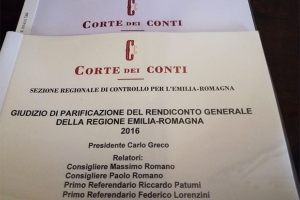 C
CORTE DEI CONTI
C
CORTE DEI CONTI
SEZIONE REGIONALE DI CONTROLLO PER L'EMILIA-ROMAGNA
GIUDIZIO DI PARIFICAZIONE DEL RENDICONTO GENERALE
DELLA REGIONE EMILIA-ROMAGNA
2016
Presidente Carlo Greco
Relatori:
Consigliere Massimo Romano
Consigliere Paolo Romano
Primo Referendario Riccardo Patumi
Primo Referendario Federico Lorenzini